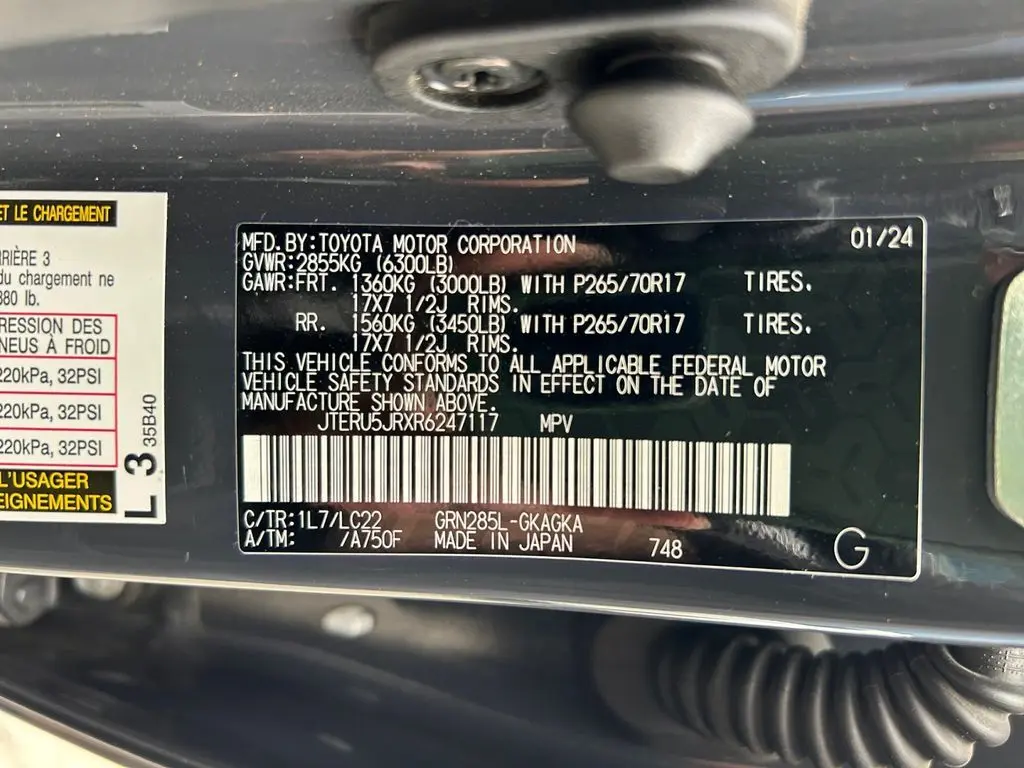 ET LE CHARGEMENT
RIÈRE 3
du chargement ne
380 lb.
RESSION DES
NEUS À FROID
220kPa, 32PSI
220kPa, 32PSI
220kPa, 32PSI
L'USAGER
EIGNEMENTS
L 3 35B40
MFD.BY:TOYOTA MOTOR CORPORATION 01/24
GVWR:2855KG (6300LB)
GAWR:FRT. 1360KG (3000LB) WITH P265/70R17 TIRES.
17X7 1/2J RIMS.
RR. 1560KG (3450LB) WITH P265/70R17 TIRES.
17X7 1/2J RIMS.
THIS VEHICLE CONFORMS TO ALL APPLICABLE FEDERAL MOTOR
VEHICLE SAFETY STANDARDS IN EFFECT ON THE DATE OF
MANUFACTURE SHOWN ABOVE.
JTERU5JRXR6247117 MPV
C/TR:1L7/LC22 GRN285L-GKAGKA
A/TM: /A750F MADE IN JAPAN 748 G